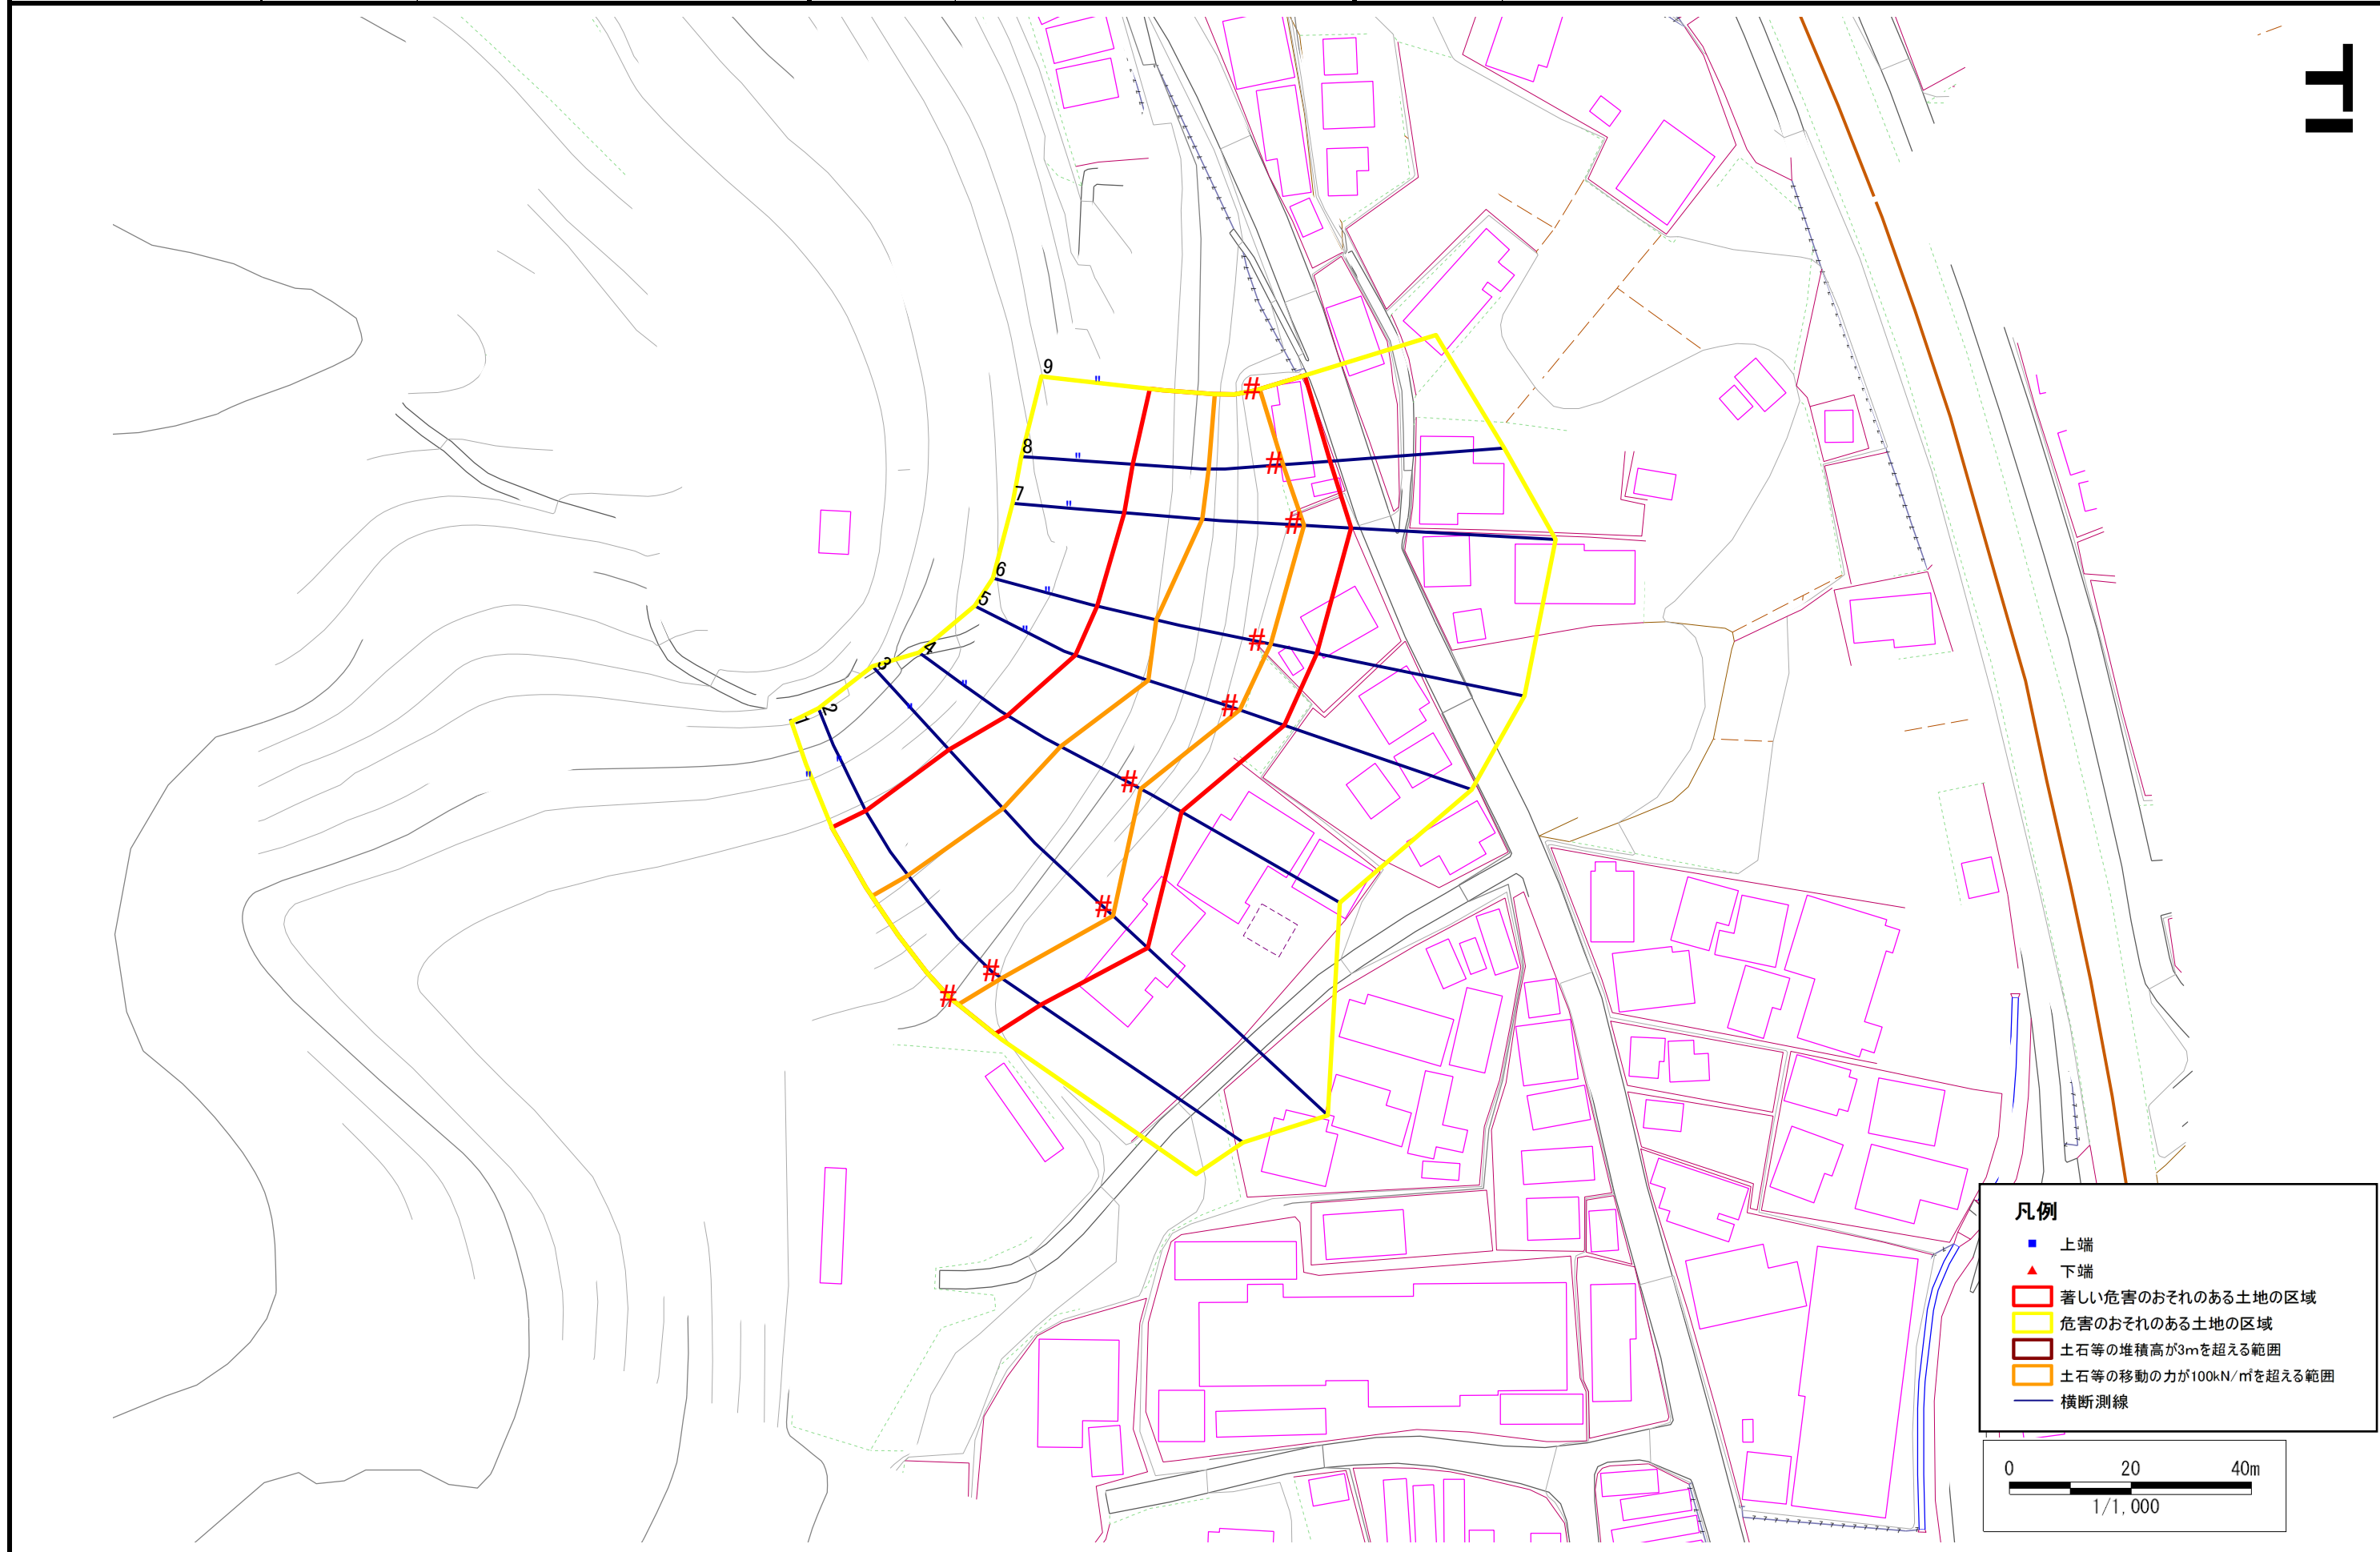 9
8
7
6
5
4
3
2
1
#
#
#
#
#
#
#
#
#
凡例
上端
下端
著しい危害のおそれのある土地の区域
危害のおそれのある土地の区域
土石等の堆積高が3mを超える範囲
土石等の移動の力が100kN/㎡を超える範囲
横断測線
0 20 40m
1/1,000